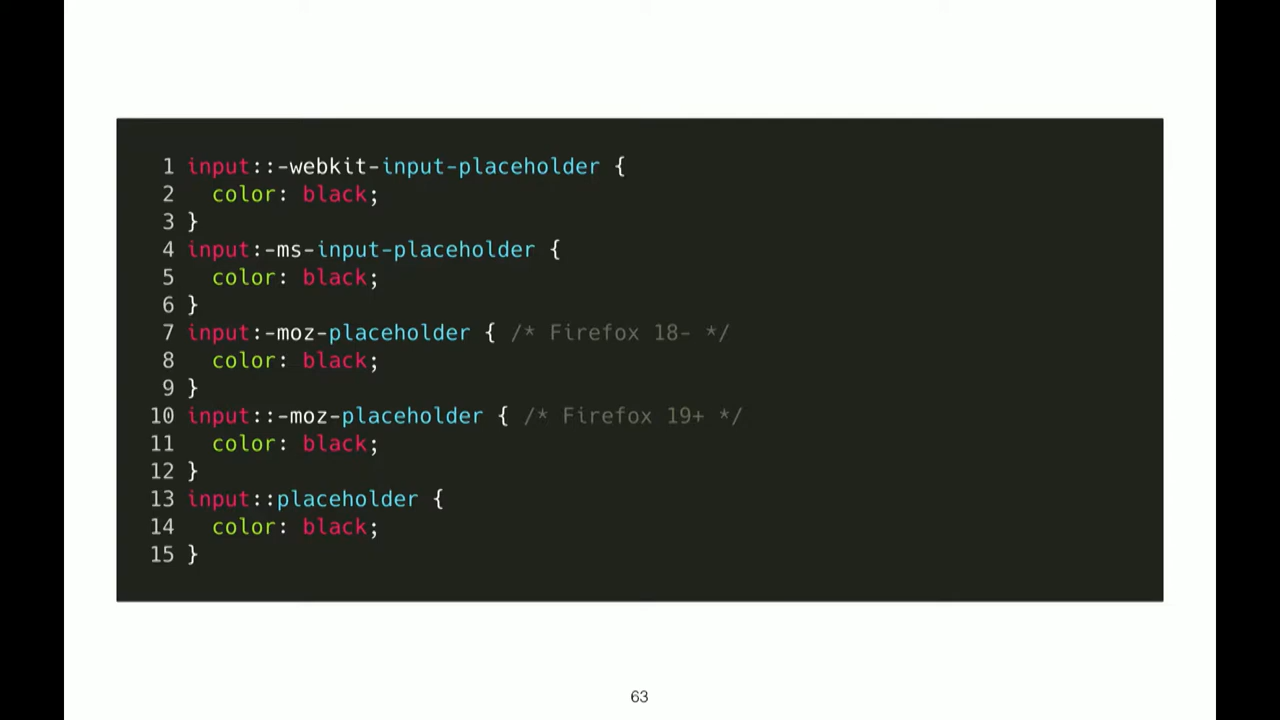 1 input::-webkit-input-placeholder {
2   color: black;
3 }
4 input:-ms-input-placeholder {
5   color: black;
6 }
7 input:-moz-placeholder { /* Firefox 18- */
8   color: black;
9 }
10 input::-moz-placeholder { /* Firefox 19+ */
11   color: black;
12 }
13 input::placeholder {
14   color: black;
15 }
63